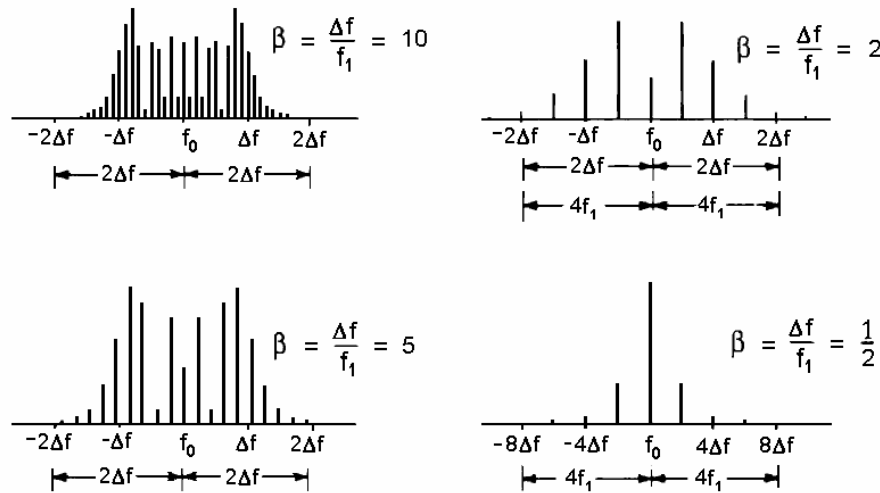 β = Δf/f₁ = 10
-2Δf -Δf f₀ Δf 2Δf
2Δf 2Δf
β = Δf/f₁ = 2
-2Δf -Δf f₀ Δf 2Δf
2Δf 2Δf
4f₁ 4f₁
β = Δf/f₁ = 5
-2Δf -Δf f₀ Δf 2Δf
2Δf 2Δf
β = Δf/f₁ = 1/2
-8Δf -4Δf f₀ 4Δf 8Δf
4f₁ 4f₁